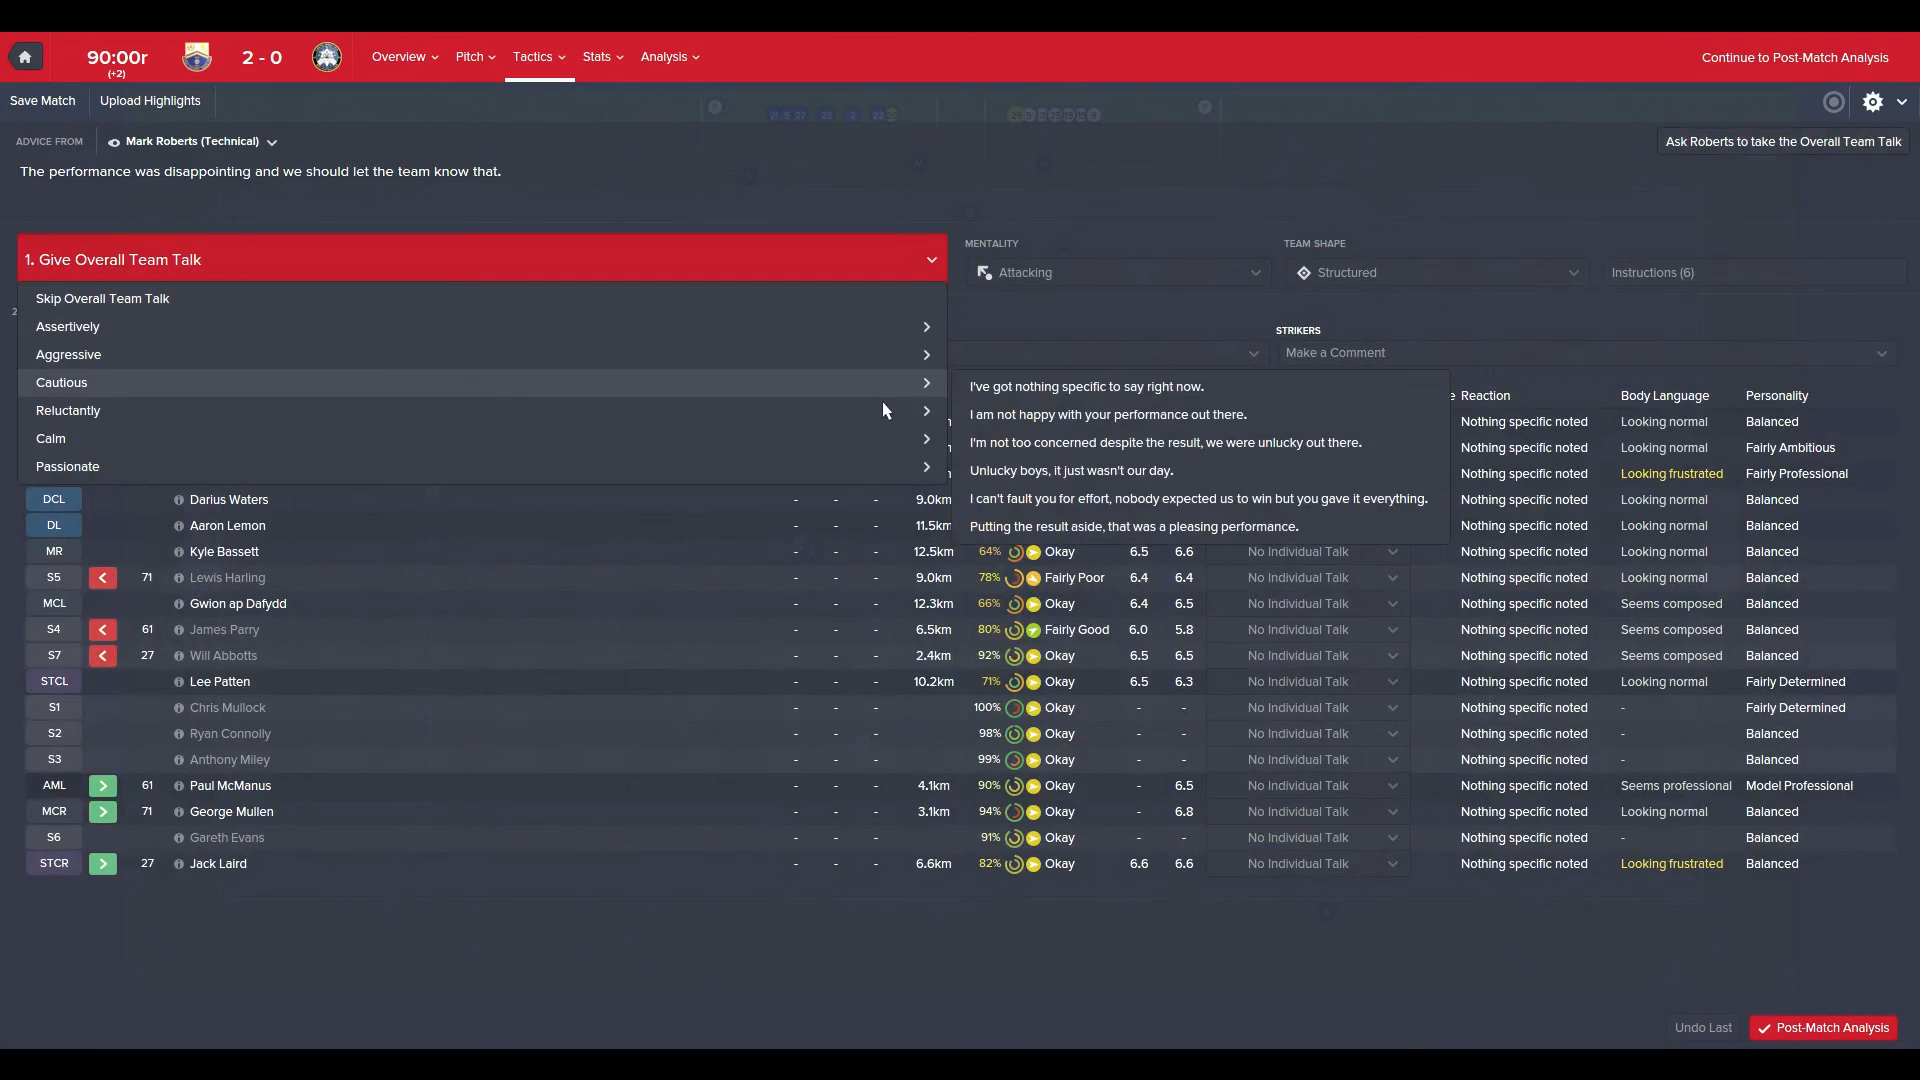 90:00r
(+2)
2 - 0
Overview
Pitch
Tactics
Stats
Analysis
Continue to Post-Match Analysis
Save Match
Upload Highlights
ADVICE FROM
Mark Roberts (Technical)
Ask Roberts to take the Overall Team Talk
The performance was disappointing and we should let the team know that.
1. Give Overall Team Talk
MENTALITY
TEAM SHAPE
Attacking
Structured
Instructions (6)
Skip Overall Team Talk
Assertively
Aggressive
Cautious
Reluctantly
Calm
Passionate
STRIKERS
Make a Comment
I've got nothing specific to say right now.
I am not happy with your performance out there.
I'm not too concerned despite the result, we were unlucky out there.
Unlucky boys, it just wasn't our day.
I can't fault you for effort, nobody expected us to win but you gave it everything.
Putting the result aside, that was a pleasing performance.
Reaction Body Language Personality
Nothing specific noted Looking normal Balanced
Nothing specific noted Looking normal Fairly Ambitious
Nothing specific noted Looking frustrated Fairly Professional
DCL Darius Waters - - - 9.0km Nothing specific noted Looking normal Balanced
DL Aaron Lemon - - - 11.5km Nothing specific noted Looking normal Balanced
MR Kyle Bassett - - - 12.5km 64% Okay 6.5 6.6 No Individual Talk Nothing specific noted Looking normal Balanced
S5 71 Lewis Harling - - - 9.0km 78% Fairly Poor 6.4 6.4 No Individual Talk Nothing specific noted Looking normal Balanced
MCL Gwion ap Dafydd - - - 12.3km 66% Okay 6.4 6.5 No Individual Talk Nothing specific noted Seems composed Balanced
S4 61 James Parry - - - 6.5km 80% Fairly Good 6.0 5.8 No Individual Talk Nothing specific noted Seems composed Balanced
S7 27 Will Abbotts - - - 2.4km 92% Okay 6.5 6.5 No Individual Talk Nothing specific noted Seems composed Balanced
STCL Lee Patten - - - 10.2km 71% Okay 6.5 6.3 No Individual Talk Nothing specific noted Looking normal Fairly Determined
S1 Chris Mullock - - - 100% Okay - - No Individual Talk Nothing specific noted - Fairly Determined
S2 Ryan Connolly - - - 98% Okay - - No Individual Talk Nothing specific noted - Balanced
S3 Anthony Miley - - - 99% Okay - - No Individual Talk Nothing specific noted - Balanced
AML 61 Paul McManus - - - 4.1km 90% Okay - 6.5 No Individual Talk Nothing specific noted Seems professional Model Professional
MCR 71 George Mullen - - - 3.1km 94% Okay - 6.8 No Individual Talk Nothing specific noted Looking normal Balanced
S6 Gareth Evans - - - 91% Okay - - No Individual Talk Nothing specific noted - Balanced
STCR 27 Jack Laird - - - 6.6km 82% Okay 6.6 6.6 No Individual Talk Nothing specific noted Looking frustrated Balanced
Undo Last
Post-Match Analysis